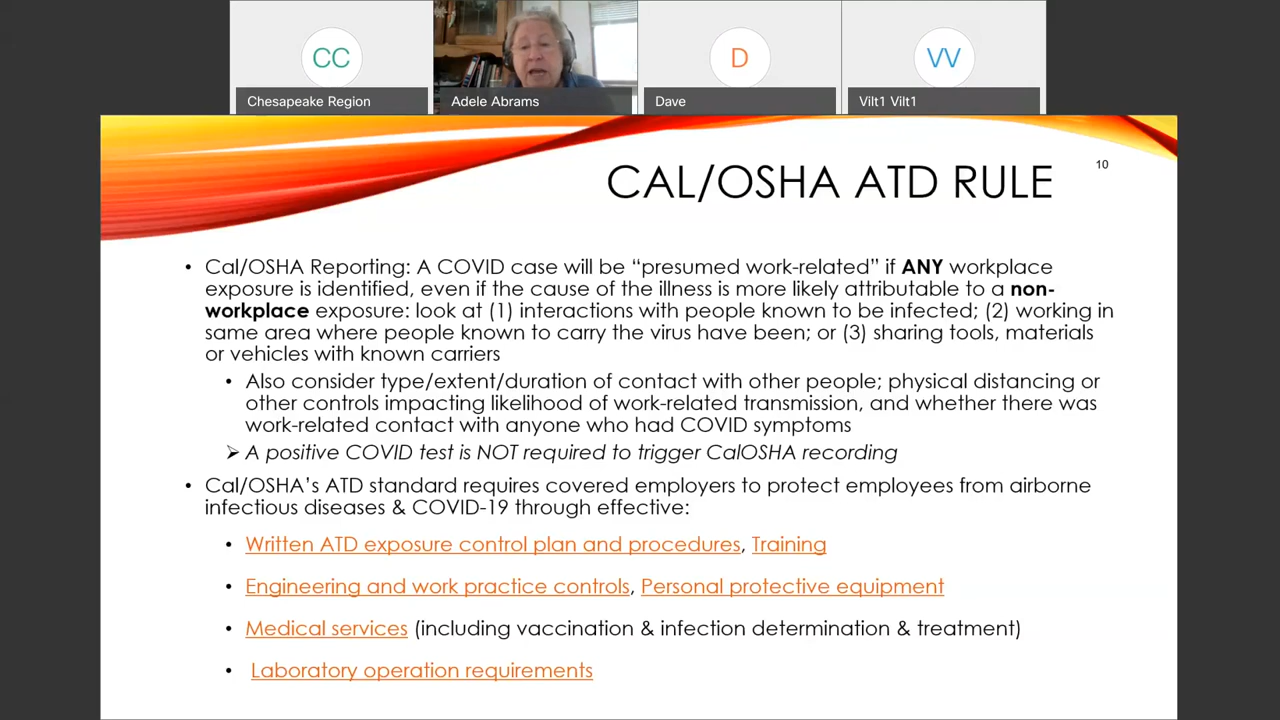 CC
D
VV
Chesapeake Region
Adele Abrams
Dave
Vilt1 Vilt1
10
CAL/OSHA ATD RULE
• Cal/OSHA Reporting: A COVID case will be “presumed work-related” if ANY workplace
exposure is identified, even if the cause of the illness is more likely attributable to a non-
workplace exposure: look at (1) interactions with people known to be infected; (2) working in
same area where people known to carry the virus have been; or (3) sharing tools, materials
or vehicles with known carriers
• Also consider type/extent/duration of contact with other people; physical distancing or
other controls impacting likelihood of work-related transmission, and whether there was
work-related contact with anyone who had COVID symptoms
➢ A positive COVID test is NOT required to trigger CalOSHA recording
• Cal/OSHA’s ATD standard requires covered employers to protect employees from airborne
infectious diseases & COVID-19 through effective:
• Written ATD exposure control plan and procedures, Training
• Engineering and work practice controls, Personal protective equipment
• Medical services (including vaccination & infection determination & treatment)
• Laboratory operation requirements